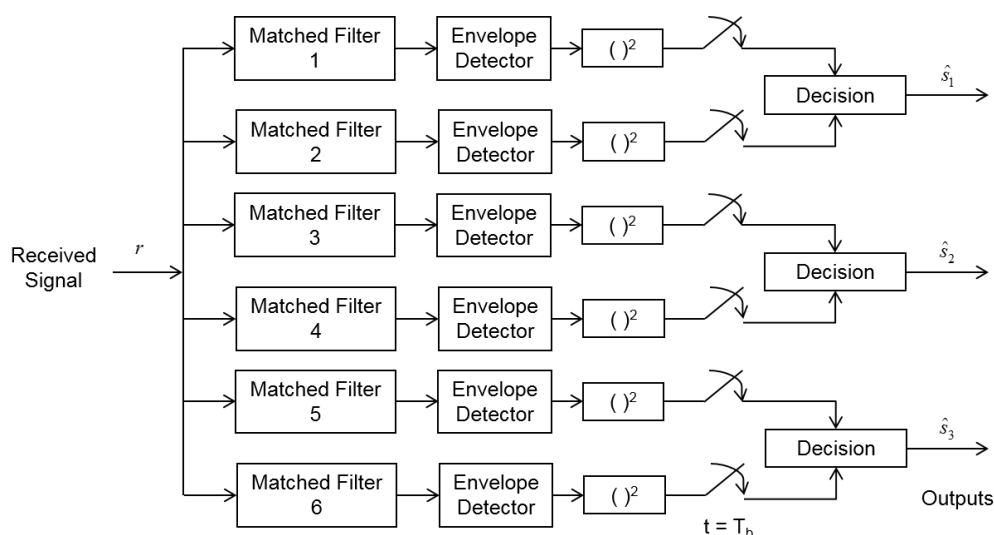 Matched Filter
1
Envelope
Detector
( )²
Decision
ŝ₁
Matched Filter
2
Envelope
Detector
( )²
Matched Filter
3
Envelope
Detector
( )²
Received
Signal
r
Decision
ŝ₂
Matched Filter
4
Envelope
Detector
( )²
Matched Filter
5
Envelope
Detector
( )²
Decision
ŝ₃
Matched Filter
6
Envelope
Detector
( )²
t = T_b
Outputs